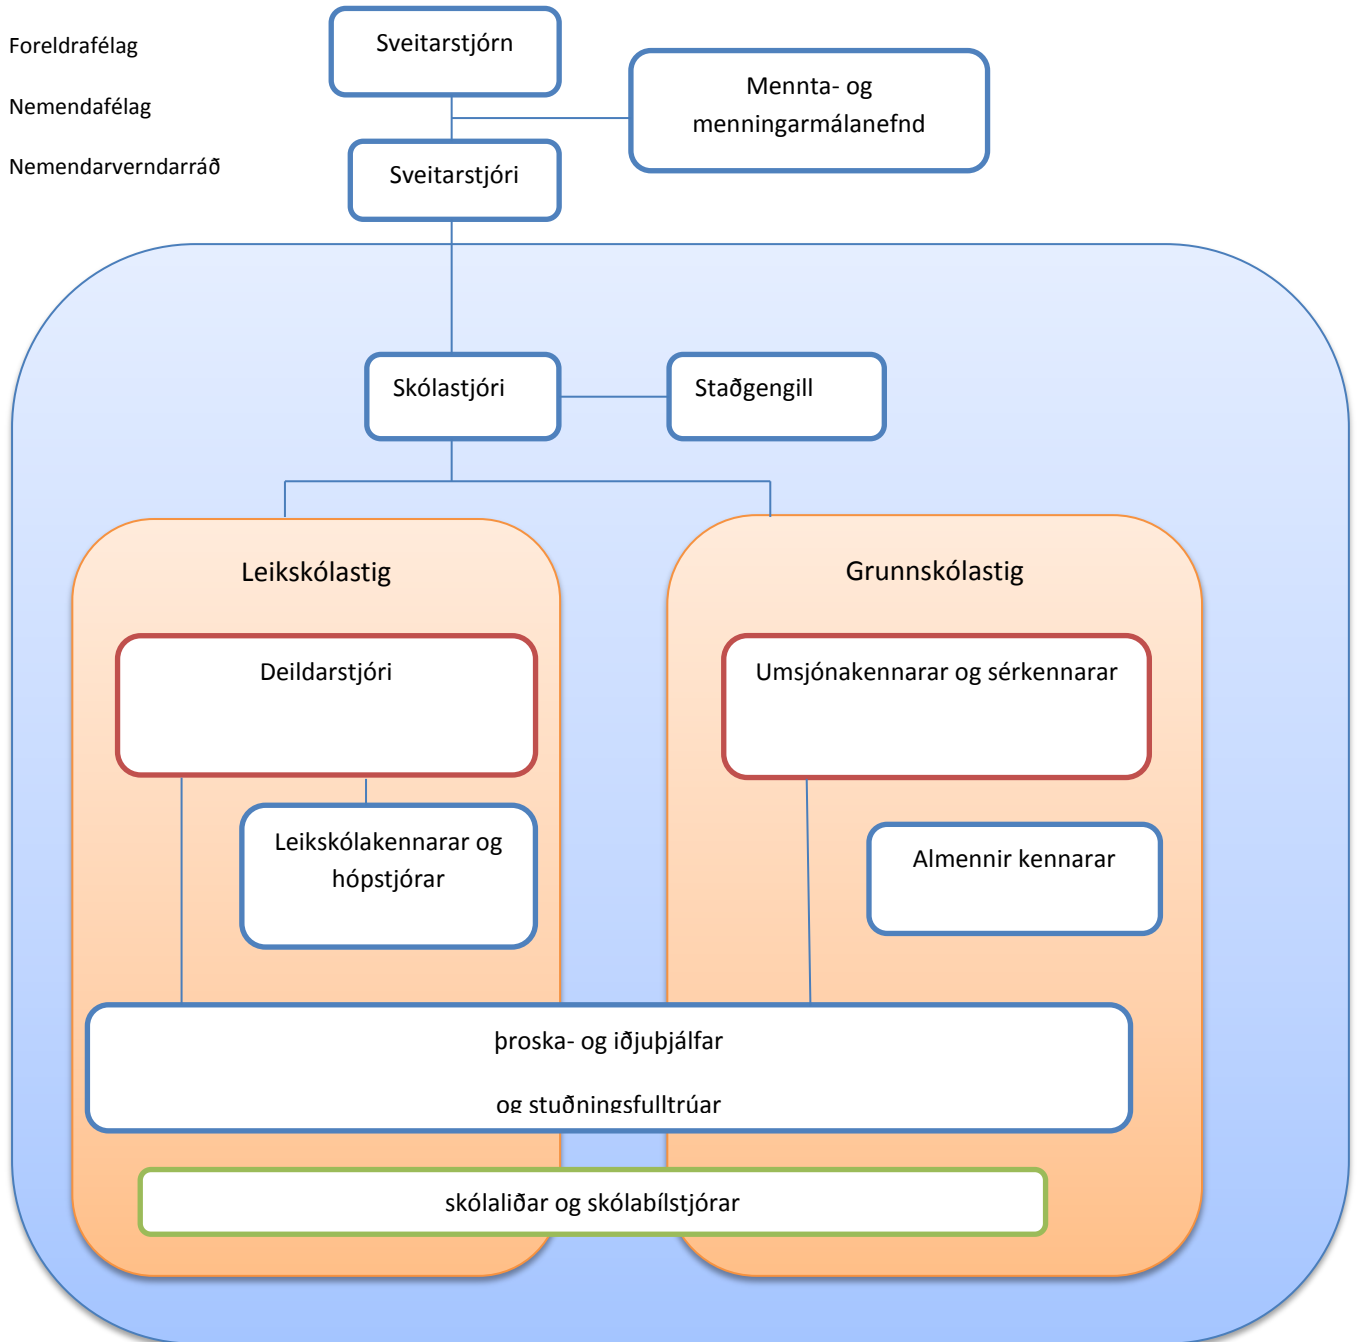 Foreldrafélag
Nemendafélag
Nemendarverndarráð
Sveitarstjórn
Mennta- og
menningarmálanefnd
Sveitarstjóri
Skólastjóri
Staðgengill
Leikskólastig
Grunnskólastig
Deildarstjóri
Umsjónakennarar og sérkennarar
Leikskólakennarar og
hópstjórar
Almennir kennarar
þroska- og iðjuþjálfar
og stuðningsfulltrúar
skólaliðar og skólabílstjórar